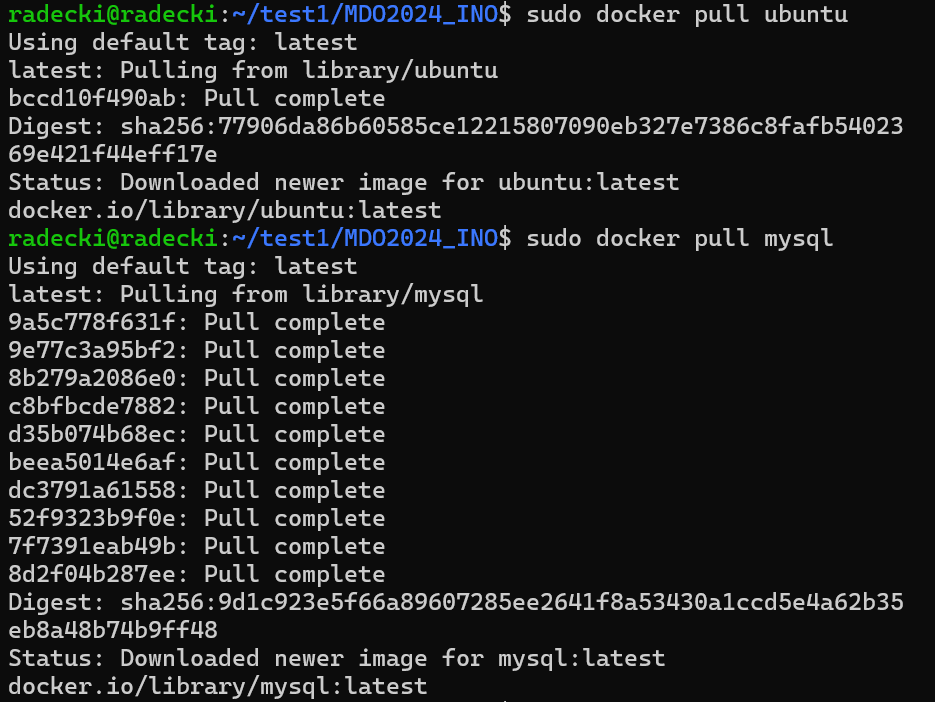 radecki@radecki:~/test1/MDO2024_INO$ sudo docker pull ubuntu
Using default tag: latest
latest: Pulling from library/ubuntu
bccd10f490ab: Pull complete
Digest: sha256:77906da86b60585ce12215807090eb327e7386c8fafb54023
69e421f44eff17e
Status: Downloaded newer image for ubuntu:latest
docker.io/library/ubuntu:latest
radecki@radecki:~/test1/MDO2024_INO$ sudo docker pull mysql
Using default tag: latest
latest: Pulling from library/mysql
9a5c778f631f: Pull complete
9e77c3a95bf2: Pull complete
8b279a2086e0: Pull complete
c8bfbcde7882: Pull complete
d35b074b68ec: Pull complete
beea5014e6af: Pull complete
dc3791a61558: Pull complete
52f9323b9f0e: Pull complete
7f7391eab49b: Pull complete
8d2f04b287ee: Pull complete
Digest: sha256:9d1c923e5f66a89607285ee2641f8a53430a1ccd5e4a62b35
eb8a48b74b9ff48
Status: Downloaded newer image for mysql:latest
docker.io/library/mysql:latest